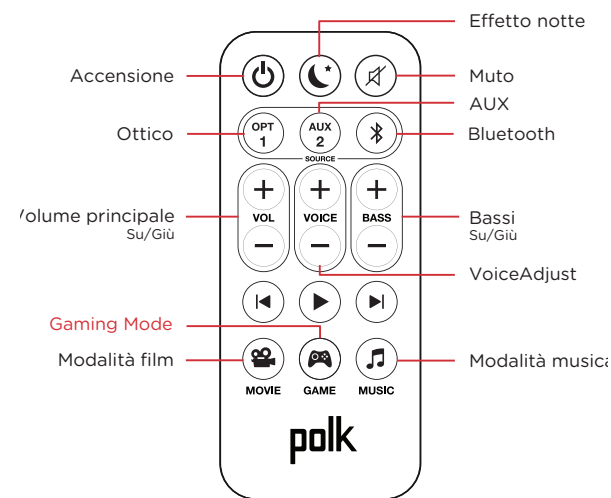 Effetto notte
Accensione
Muto
AUX
Ottico
OPT
1
AUX
2
Bluetooth
SOURCE
Volume principale
Su/Giù
VOL
VOICE
BASS
Bassi
Su/Giù
VoiceAdjust
Gaming Mode
Modalità film
Modalità musica
MOVIE
GAME
MUSIC
polk